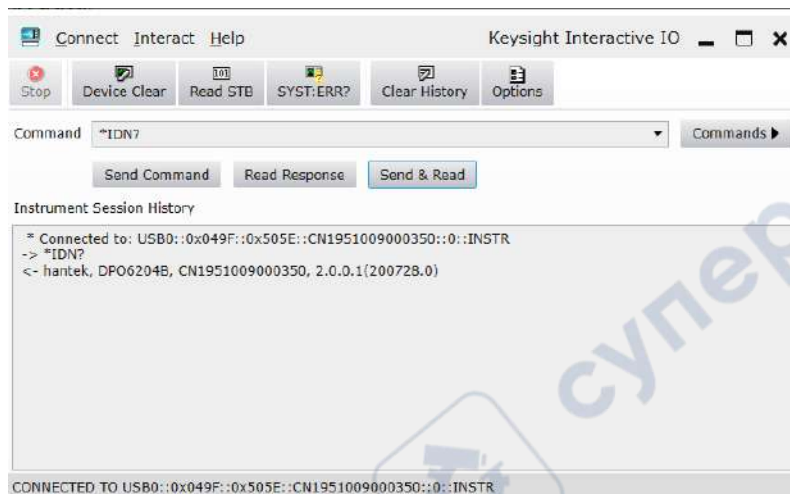 Connect Interact Help Keysight Interactive IO
Stop Device Clear Read STB SYST:ERR? Clear History Options
Command *IDN? Commands
Send Command Read Response Send & Read
Instrument Session History
* Connected to: USB0::0x049F::0x505E::CN1951009000350::0::INSTR
-> *IDN?
<- hantek, DPO6204B, CN1951009000350, 2.0.0.1(200728.0)
супер
CONNECTED TO USB0::0x049F::0x505E::CN1951009000350::0::INSTR